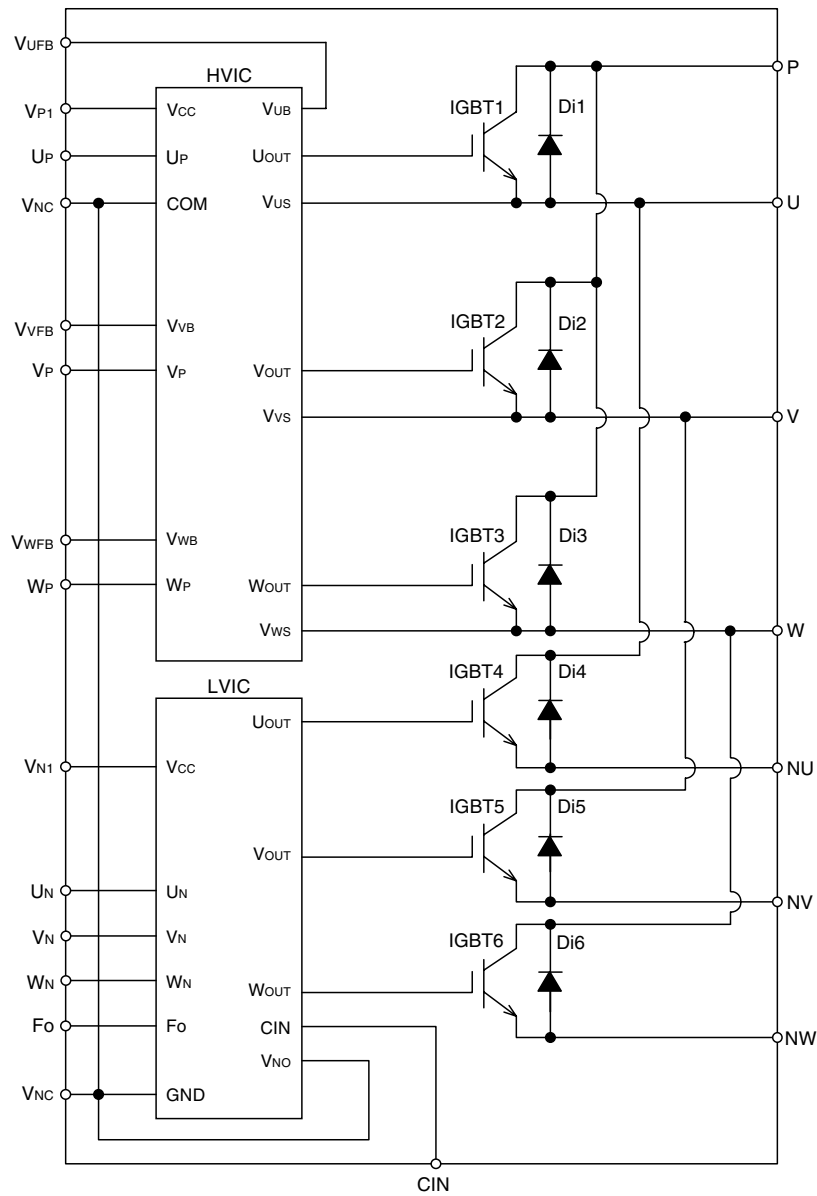 VUFB
HVIC
P
VP1
VCC
VUB
IGBT1
Di1
UP
UP
UOUT
VNC
COM
VUS
U
VVFB
VVB
IGBT2
Di2
VP
VP
VOUT
VVS
V
VWFB
VWB
IGBT3
Di3
WP
WP
WOUT
VWS
W
IGBT4
Di4
LVIC
UOUT
VN1
VCC
NU
IGBT5
Di5
VOUT
UN
UN
NV
VN
VN
IGBT6
Di6
WN
WN
WOUT
Fo
Fo
CIN
NW
VNO
VNC
GND
CIN